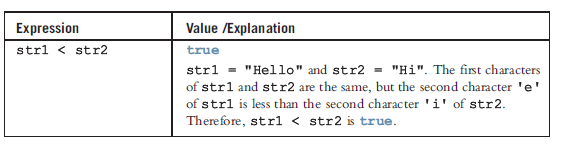 Expression Value /Explanation
str1 < str2 true
str1 = "Hello" and str2 = "Hi". The first characters
of str1 and str2 are the same, but the second character 'e'
of str1 is less than the second character 'i' of str2.
Therefore, str1 < str2 is true.